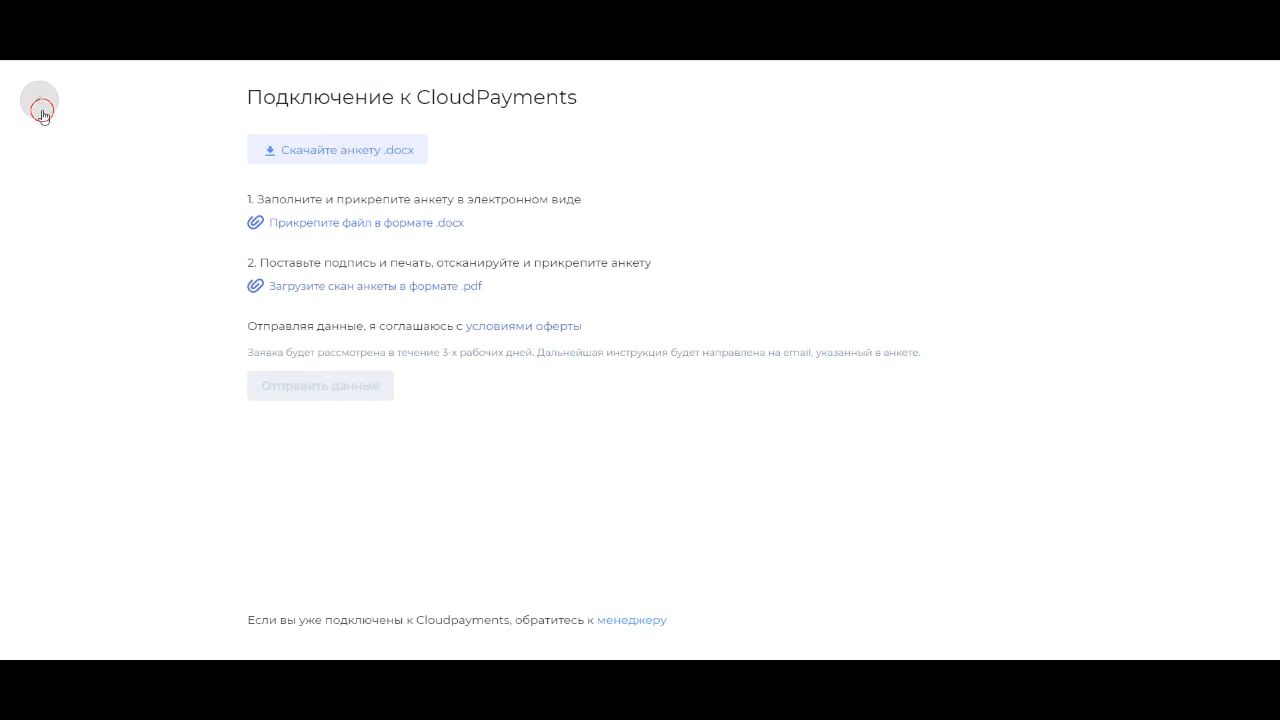 Подключение к CloudPayments
Скачайте анкету .docx
1. Заполните и прикрепите анкету в электронном виде
Прикрепите файл в формате .docx
2. Поставьте подпись и печать, отсканируйте и прикрепите анкету
Загрузите скан анкеты в формате .pdf
Отправляя данные, я соглашаюсь с условиями оферты
Заявка будет рассмотрена в течение 3-х рабочих дней. Дальнейшая инструкция будет направлена на email, указанный в анкете.
Отправить данные
Если вы уже подключены к Cloudpayments, обратитесь к менеджеру